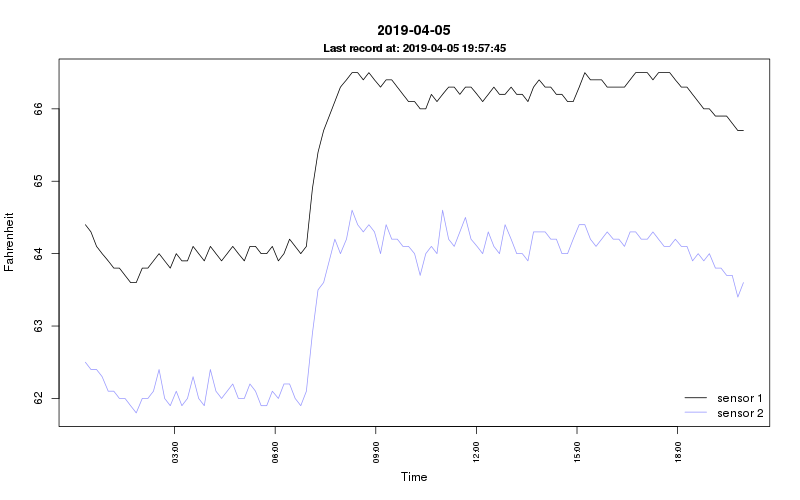 2019-04-05
Last record at: 2019-04-05 19:57:45
Fahrenheit
66
65
64
63
62
sensor 1
sensor 2
03:00 06:00 09:00 12:00 15:00 18:00
Time